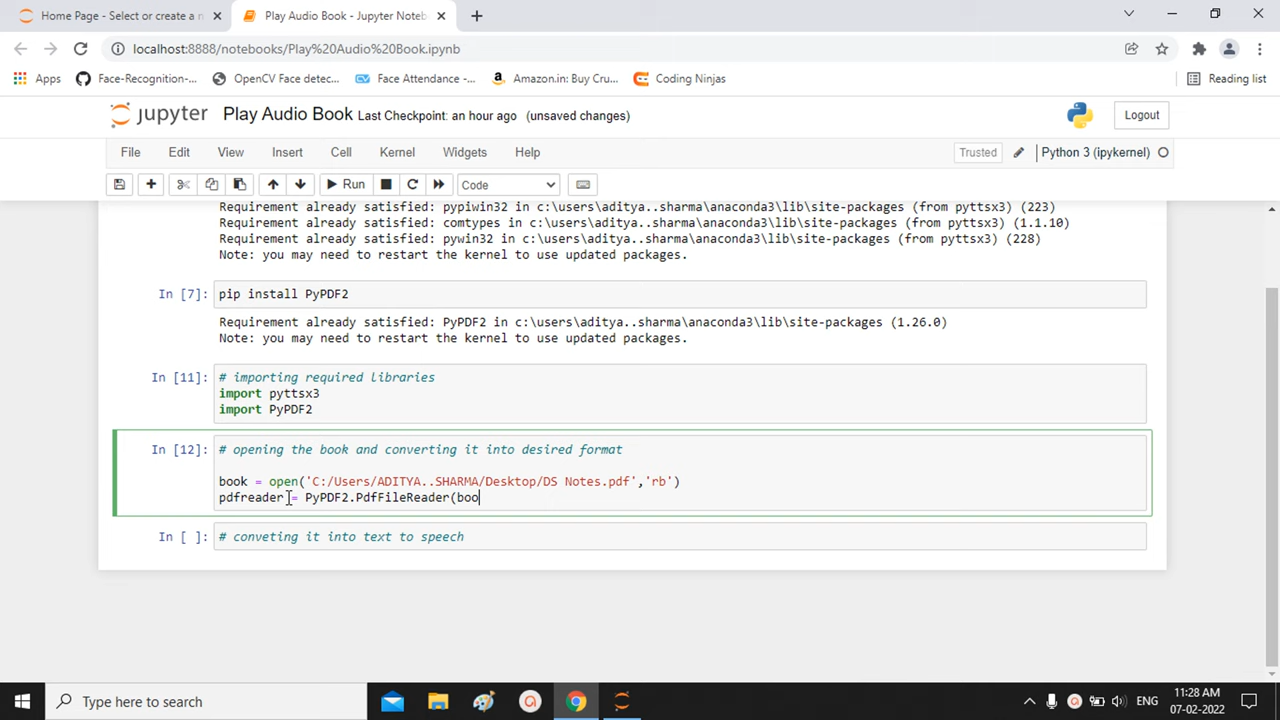 Home Page - Select or create a n
Play Audio Book - Jupyter Noteb
localhost:8888/notebooks/Play%20Audio%20Book.ipynb
Apps
Face-Recognition-...
OpenCV Face detec...
Face Attendance -...
Amazon.in: Buy Cru...
Coding Ninjas
Reading list
jupyter
Play Audio Book Last Checkpoint: an hour ago (unsaved changes)
Logout
File Edit View Insert Cell Kernel Widgets Help
Trusted
Python 3 (ipykernel)
Run
Code
Requirement already satisfied: pypiwin32 in c:\users\aditya..sharma\anaconda3\lib\site-packages (from pyttsx3) (223)
Requirement already satisfied: comtypes in c:\users\aditya..sharma\anaconda3\lib\site-packages (from pyttsx3) (1.1.10)
Requirement already satisfied: pywin32 in c:\users\aditya..sharma\anaconda3\lib\site-packages (from pyttsx3) (228)
Note: you may need to restart the kernel to use updated packages.
In [7]: pip install PyPDF2
Requirement already satisfied: PyPDF2 in c:\users\aditya..sharma\anaconda3\lib\site-packages (1.26.0)
Note: you may need to restart the kernel to use updated packages.
In [11]: # importing required libraries
import pyttsx3
import PyPDF2
In [12]: # opening the book and converting it into desired format
book = open('C:/Users/ADITYA..SHARMA/Desktop/DS Notes.pdf','rb')
pdfreader = PyPDF2.PdfFileReader(boo
In [ ]: # conveting it into text to speech
Type here to search
ENG
11:28 AM
07-02-2022